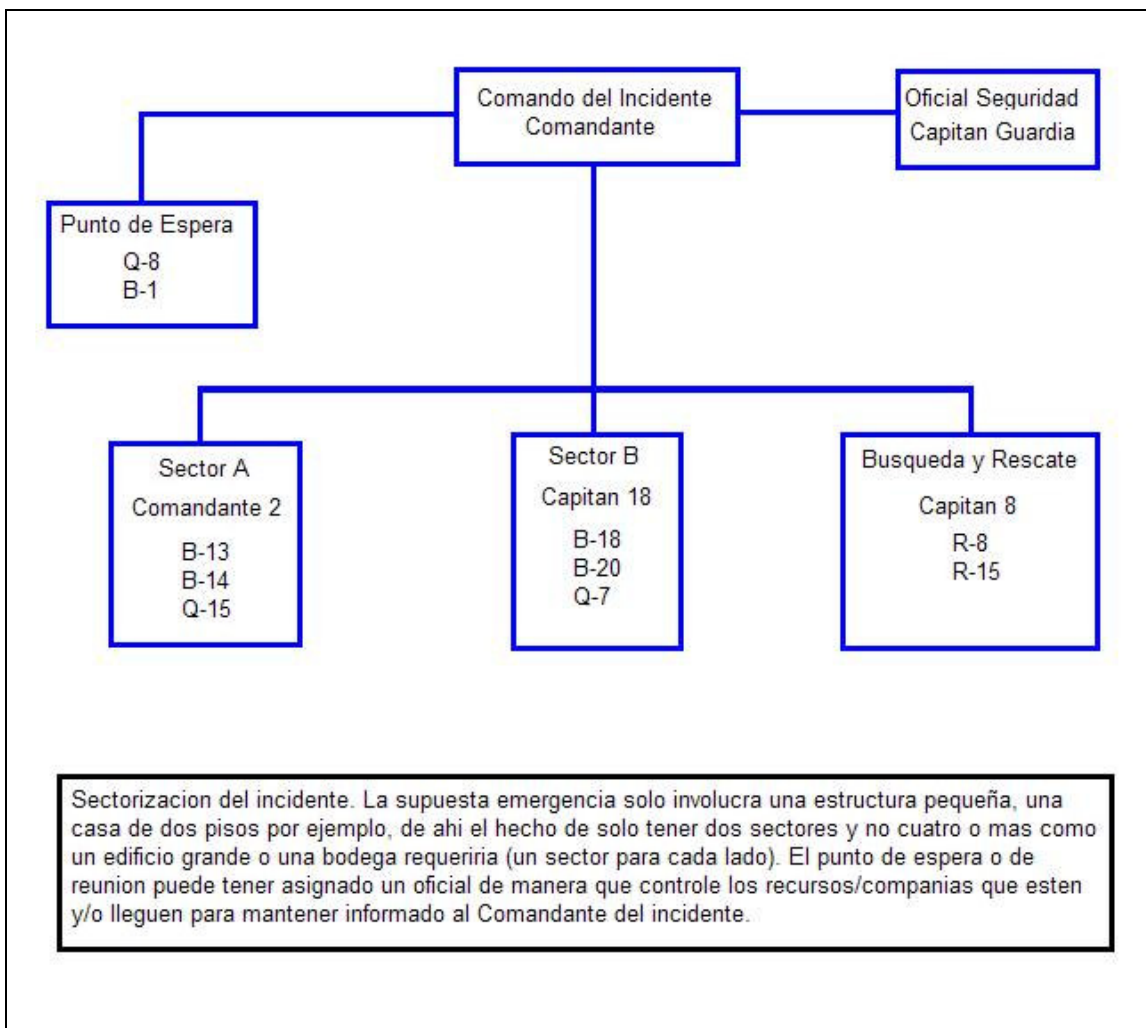 Comando del Incidente
Comandante
Oficial Seguridad
Capitan Guardia
Punto de Espera
Q-8
B-1
Sector A
Comandante 2
B-13
B-14
Q-15
Sector B
Capitan 18
B-18
B-20
Q-7
Busqueda y Rescate
Capitan 8
R-8
R-15
Sectorizacion del incidente. La supuesta emergencia solo involucra una estructura pequeña, una
casa de dos pisos por ejemplo, de ahi el hecho de solo tener dos sectores y no cuatro o mas como
un edificio grande o una bodega requeriria (un sector para cada lado). El punto de espera o de
reunion puede tener asignado un oficial de manera que controle los recursos/companias que esten
y/o lleguen para mantener informado al Comandante del incidente.